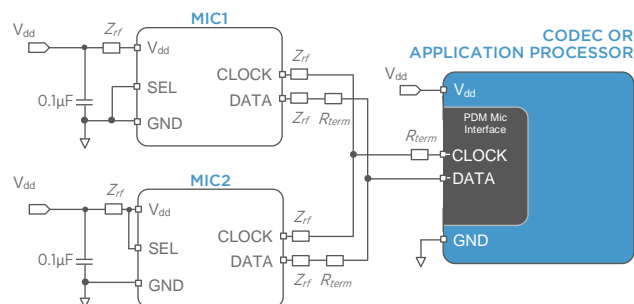 MIC1
CODEC OR
APPLICATION PROCESSOR
Vdd
Zrf
Vdd
SEL
GND
0.1µF
CLOCK
DATA
Zrf
Zrf
Rterm
Vdd
Vdd
PDM Mic
Interface
Rterm
CLOCK
DATA
GND
MIC2
Vdd
Zrf
Vdd
SEL
GND
0.1µF
CLOCK
DATA
Zrf
Zrf
Rterm